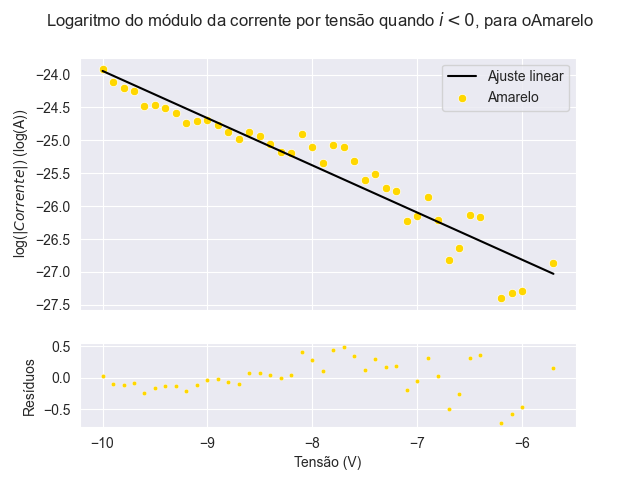 Logaritmo do módulo da corrente por tensão quando i < 0, para oAmarelo
Ajuste linear
Amarelo
log(|Corrente|) (log(A))
−24.0
−24.5
−25.0
−25.5
−26.0
−26.5
−27.0
−27.5
Resíduos
0.5
0.0
−0.5
−10
−9
−8
−7
−6
Tensão (V)